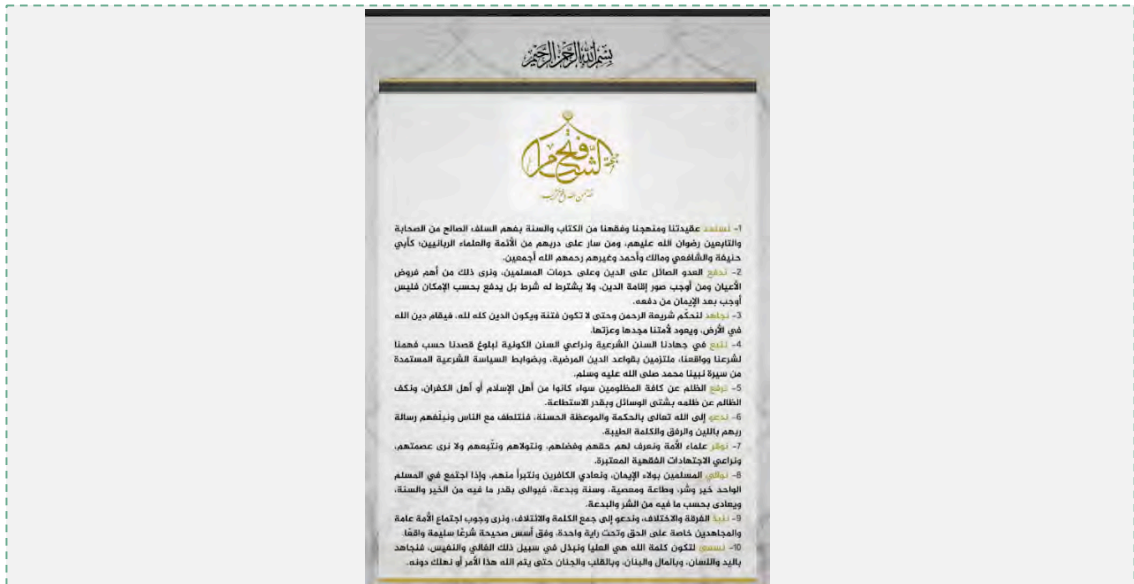 بسم الله الرحمن الرحيم
جبهة فتح الشام
1- نستمد عقيدتنا ومنهجنا وفقهنا من الكتاب والسنة بفهم السلف الصالح من الصحابة
والتابعين رضوان الله عليهم، ومن سار على دربهم من الأئمة والعلماء الربانيين؛ كأبي
حنيفة والشافعي ومالك وأحمد وغيرهم رحمهم الله أجمعين.
2- ندفع العدو الصائل على الدين وعلى حرمات المسلمين، ونرى ذلك من أهم فروض
الأعيان ومن أوجب صور إقامة الدين، ولا يشترط له شرط بل يدفع بحسب الإمكان فليس
أوجب بعد الإيمان من دفعه.
3- نجاهد لنحكّم شريعة الرحمن وحتى لا تكون فتنة ويكون الدين كله لله، فيقام دين الله
في الأرض، ويعود لأمتنا مجدها وعزتها.
4- نتبع في جهادنا السنن الشرعية ونراعي السنن الكونية لبلوغ قصدنا حسب فهمنا
لشرعنا وواقعنا، ملتزمين بقواعد الدين المرضية، وبضوابط السياسة الشرعية المستمدة
من سيرة نبينا محمد صلى الله عليه وسلم.
5- نرفع الظلم عن كافة المظلومين سواء كانوا من أهل الإسلام أو أهل الكفران، ونكف
الظالم عن ظلمه بشتى الوسائل وبقدر الاستطاعة.
6- ندعو إلى الله تعالى بالحكمة والموعظة الحسنة، فنتلطف مع الناس ونبلّغهم رسالة
ربهم باللين والرفق والكلمة الطيبة.
7- نوقر علماء الأمة ونعرف لهم حقهم وفضلهم، ونتولاهم ونتّبعهم ولا نرى عصمتهم،
ونراعي الاجتهادات الفقهية المعتبرة.
8- نوالي المسلمين بولاء الإيمان، ونعادي الكافرين ونتبرأ منهم، وإذا اجتمع في المسلم
الواحد خير وشر، وطاعة ومعصية، وسنة وبدعة، فيوالى بقدر ما فيه من الخير والسنة،
ويعادى بحسب ما فيه من الشر والبدعة.
9- ننبذ الفرقة والاختلاف، وندعو إلى جمع الكلمة والائتلاف، ونرى وجوب اجتماع الأمة عامة
والمجاهدين خاصة على الحق وتحت راية واحدة، وفق أسس صحيحة شرعًا سليمة واقعًا.
10- نسعى لتكون كلمة الله هي العليا ونبذل في سبيل ذلك الغالي والنفيس، فنجاهد
باليد واللسان، وبالمال والبنان، وبالقلب والجنان حتى يتم الله هذا الأمر أو نهلك دونه.